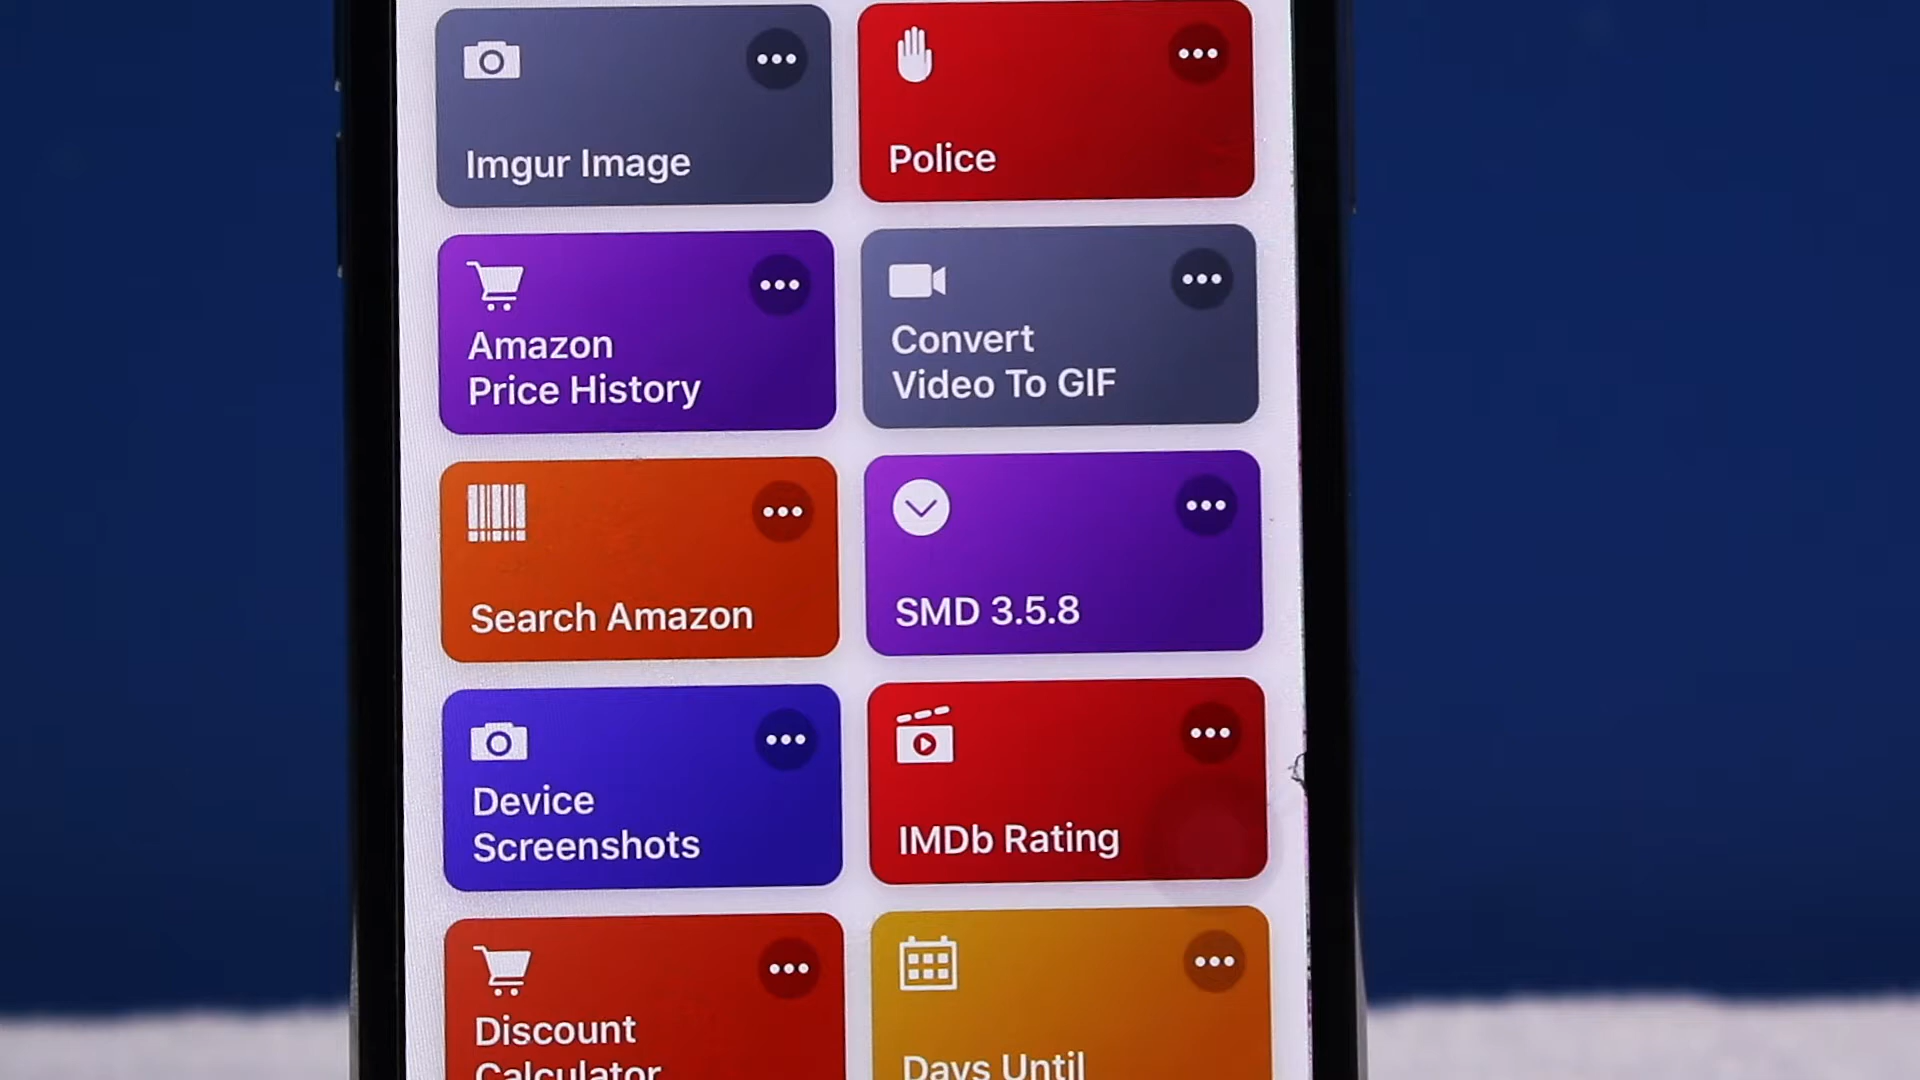 Imgur Image
Police
Amazon
Price History
Convert
Video To GIF
Search Amazon
SMD 3.5.8
Device
Screenshots
IMDb Rating
Discount
Calculator
Days Until